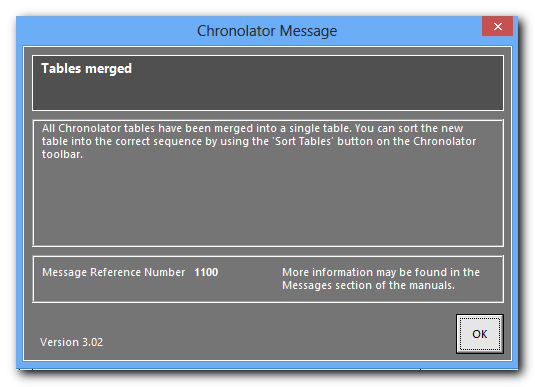 Chronolator Message
Tables merged
All Chronolator tables have been merged into a single table. You can sort the new
table into the correct sequence by using the 'Sort Tables' button on the Chronolator
toolbar.
Message Reference Number 1100
More information may be found in the
Messages section of the manuals.
Version 3.02
OK